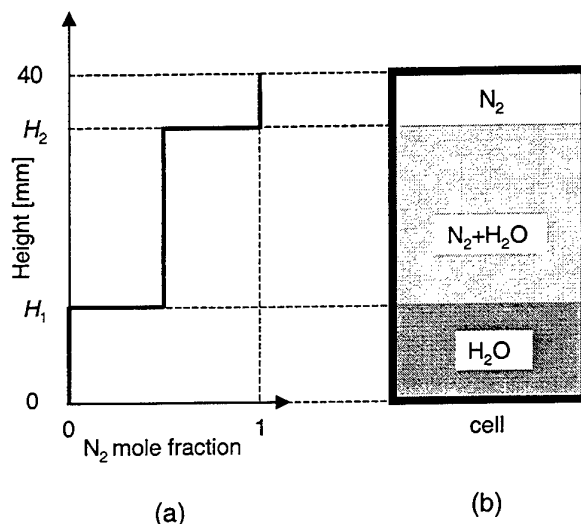 40
H₂
Height [mm]
H₁
0
0
1
N₂ mole fraction
(a)
N₂
N₂+H₂O
H₂O
cell
(b)